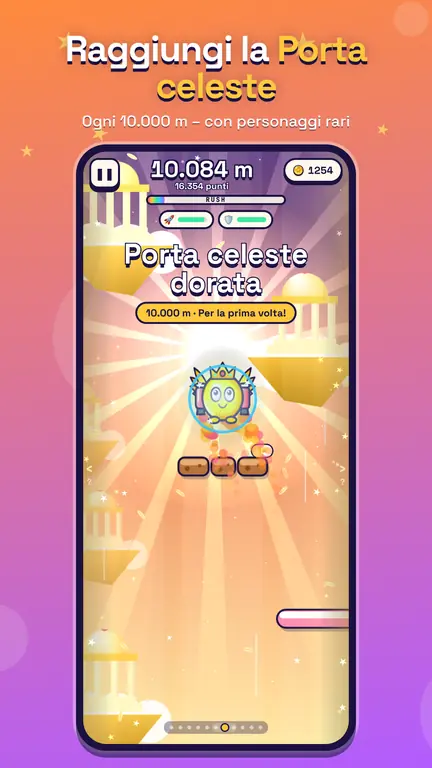 Raggiungi la Porta
celeste
Ogni 10.000 m – con personaggi rari
10.084 m
1254
16.354 punti
RUSH
Porta celeste
dorata
10.000 m · Per la prima volta!